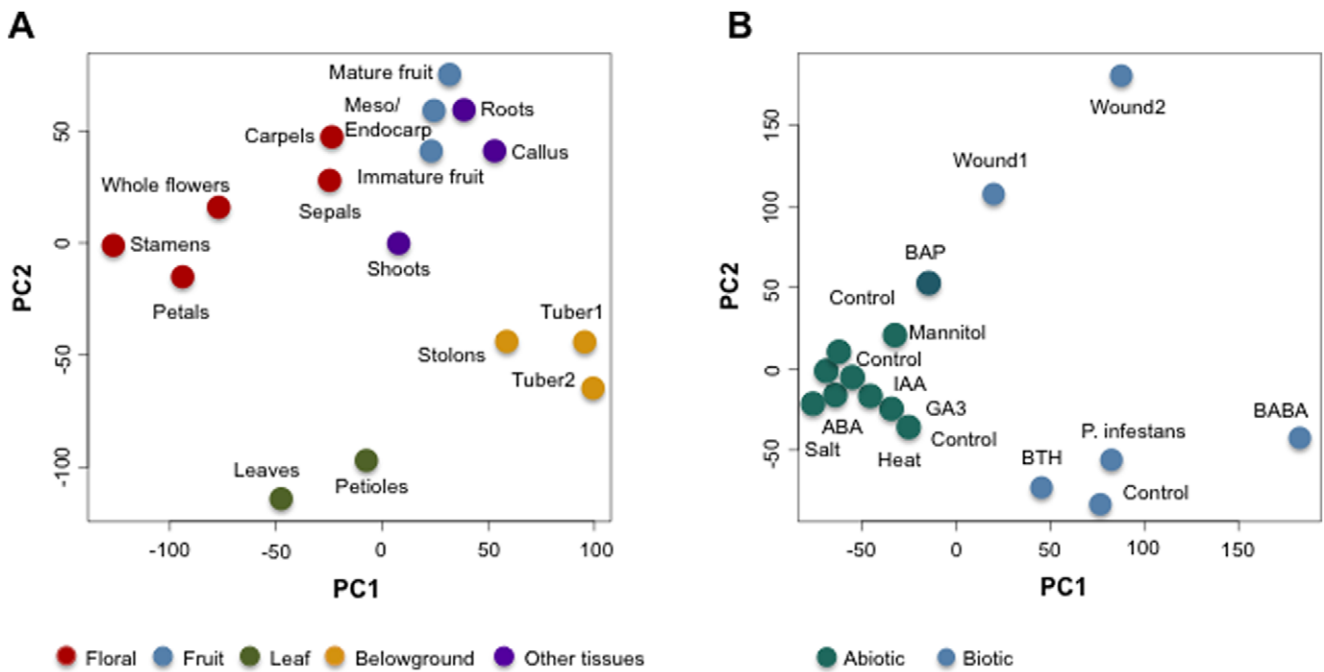 A
B
Mature fruit
Meso/
Endocarp
Roots
Carpels
Callus
Immature fruit
Whole flowers
Sepals
Stamens
Shoots
Petals
Tuber1
Stolons
Tuber2
Leaves
Petioles
50
0
-50
-100
PC2
-100
-50
0
50
100
PC1
Floral
Fruit
Leaf
Belowground
Other tissues
Wound2
Wound1
BAP
Control
Mannitol
Control
IAA
GA3
ABA
Control
Salt
Heat
BABA
P. infestans
BTH
Control
150
100
50
0
-50
PC2
-50
0
50
100
150
PC1
Abiotic
Biotic